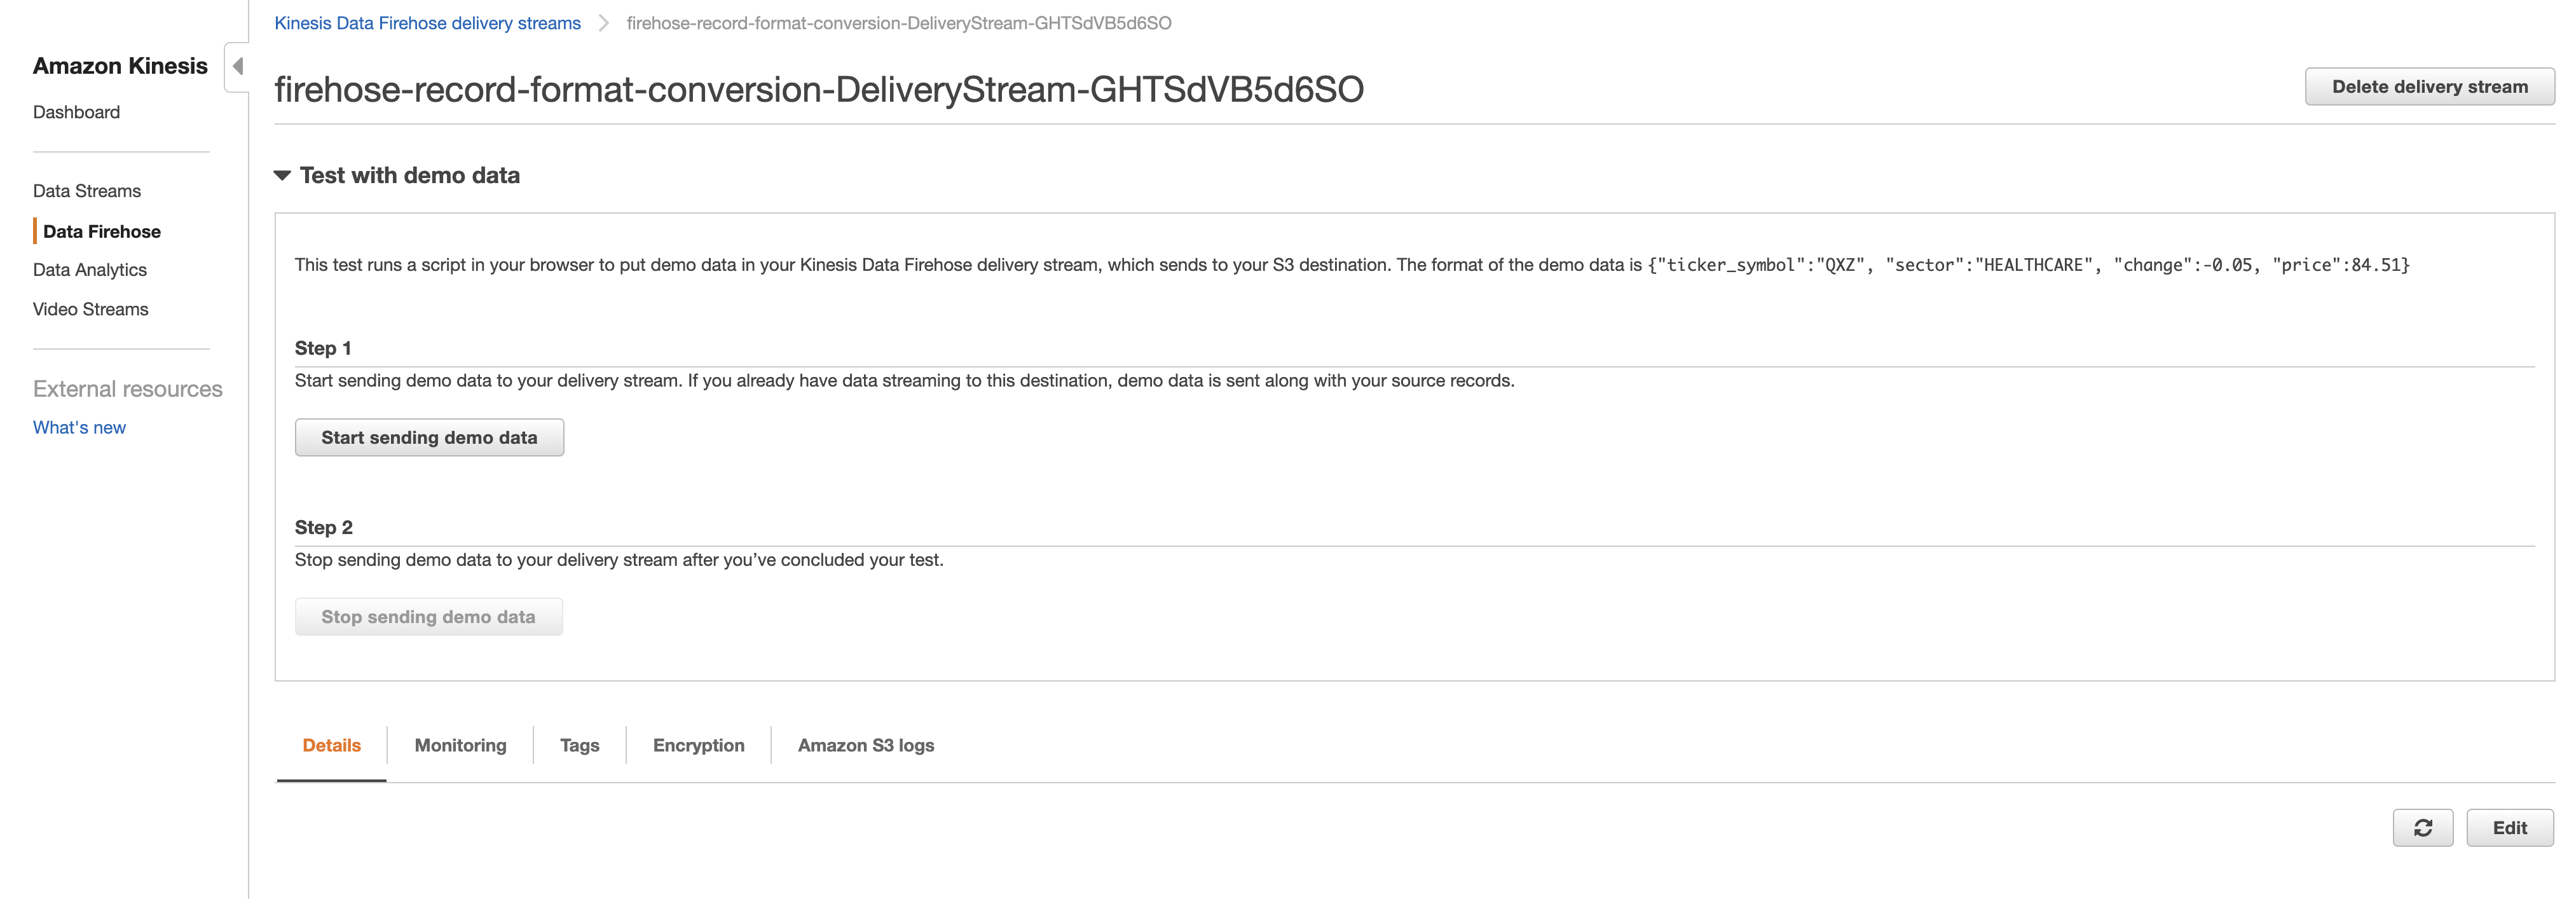 Kinesis Data Firehose delivery streams
firehose-record-format-conversion-DeliveryStream-GHTSdVB5d6SO
Amazon Kinesis
Dashboard
Data Streams
Data Firehose
Data Analytics
Video Streams
External resources
What's new
firehose-record-format-conversion-DeliveryStream-GHTSdVB5d6SO
Delete delivery stream
Test with demo data
This test runs a script in your browser to put demo data in your Kinesis Data Firehose delivery stream, which sends to your S3 destination. The format of the demo data is {"ticker_symbol":"QXZ", "sector":"HEALTHCARE", "change":-0.05, "price":84.51}
Step 1
Start sending demo data to your delivery stream. If you already have data streaming to this destination, demo data is sent along with your source records.
Start sending demo data
Step 2
Stop sending demo data to your delivery stream after you’ve concluded your test.
Stop sending demo data
Details
Monitoring
Tags
Encryption
Amazon S3 logs
Edit